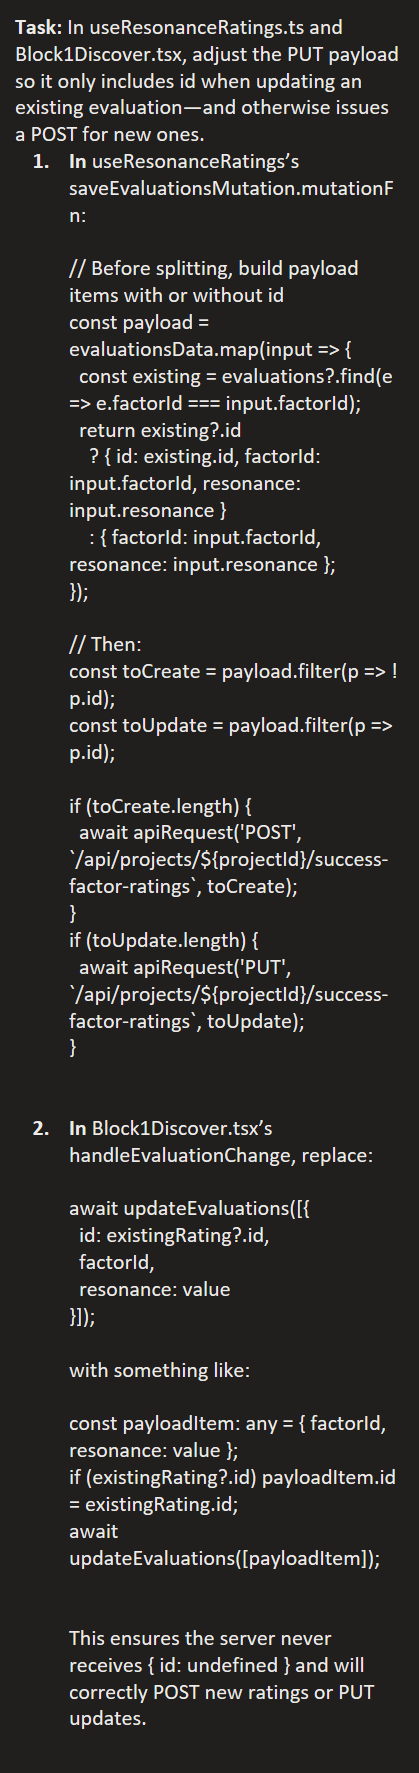 Task: In useResonanceRatings.ts and
Block1Discover.tsx, adjust the PUT payload
so it only includes id when updating an
existing evaluation—and otherwise issues
a POST for new ones.
1. In useResonanceRatings’s
saveEvaluationsMutation.mutationF
n:
// Before splitting, build payload
items with or without id
const payload =
evaluationsData.map(input => {
const existing = evaluations?.find(e
=> e.factorId === input.factorId);
return existing?.id
? { id: existing.id, factorId:
input.factorId, resonance:
input.resonance }
: { factorId: input.factorId,
resonance: input.resonance };
});
// Then:
const toCreate = payload.filter(p => !
p.id);
const toUpdate = payload.filter(p =>
p.id);
if (toCreate.length) {
await apiRequest('POST',
`/api/projects/${projectId}/success-
factor-ratings`, toCreate);
}
if (toUpdate.length) {
await apiRequest('PUT',
`/api/projects/${projectId}/success-
factor-ratings`, toUpdate);
}
2. In Block1Discover.tsx’s
handleEvaluationChange, replace:
await updateEvaluations([{
id: existingRating?.id,
factorId,
resonance: value
}]);
with something like:
const payloadItem: any = { factorId,
resonance: value };
if (existingRating?.id) payloadItem.id
= existingRating.id;
await
updateEvaluations([payloadItem]);
This ensures the server never
receives { id: undefined } and will
correctly POST new ratings or PUT
updates.